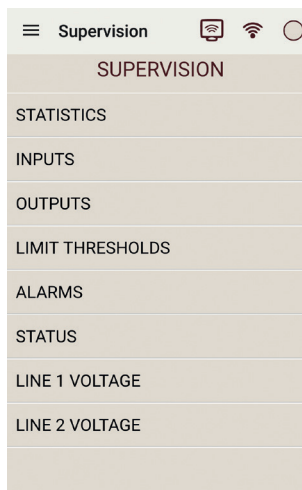 Supervision
SUPERVISION
STATISTICS
INPUTS
OUTPUTS
LIMIT THRESHOLDS
ALARMS
STATUS
LINE 1 VOLTAGE
LINE 2 VOLTAGE